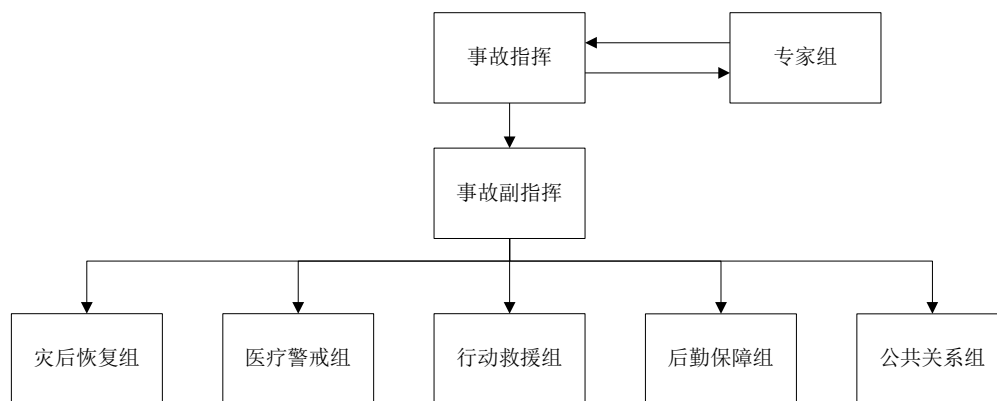 事故指挥
专家组
事故副指挥
灾后恢复组
医疗警戒组
行动救援组
后勤保障组
公共关系组